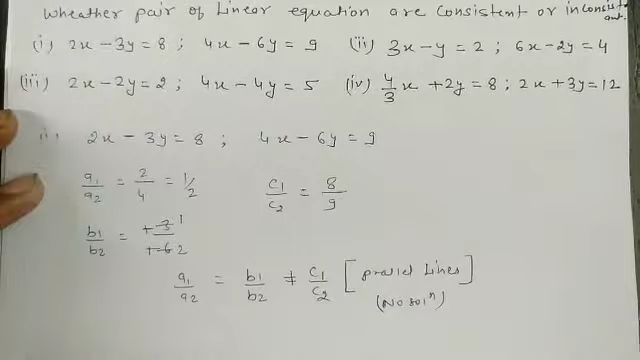 Wheather pair of Linear equation are consistent or inconsistant.
(i) 2x - 3y = 8 ; 4x - 6y = 9 (ii) 3x - y = 2 ; 6x - 2y = 4
(iii) 2x - 2y = 2 ; 4x - 4y = 5 (iv) 4/3 x + 2y = 8 ; 2x + 3y = 12
2x - 3y = 8 ; 4x - 6y = 9
a1/a2 = 2/4 = 1/2 c1/c2 = 8/9
b1/b2 = +3 1/+6 2
a1/a2 = b1/b2 ≠ c1/c2 [Pralel Lines]
(No solⁿ)